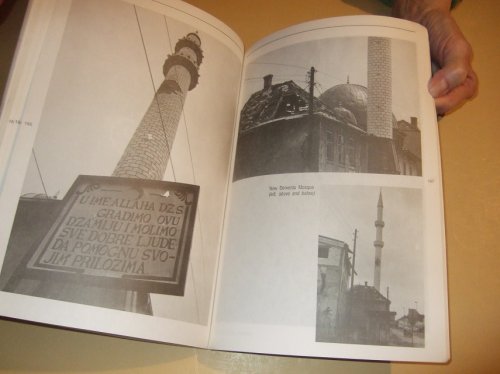 U IME ALLAHA DŽ.Š.
GRADIMO OVU
DŽAMIJU I MOLIMO
SVE DOBRE LJUDE
DA POMOGNU SVO-
JIM PRILOZIMA.
New Demenis Mosque
(left, above and below)